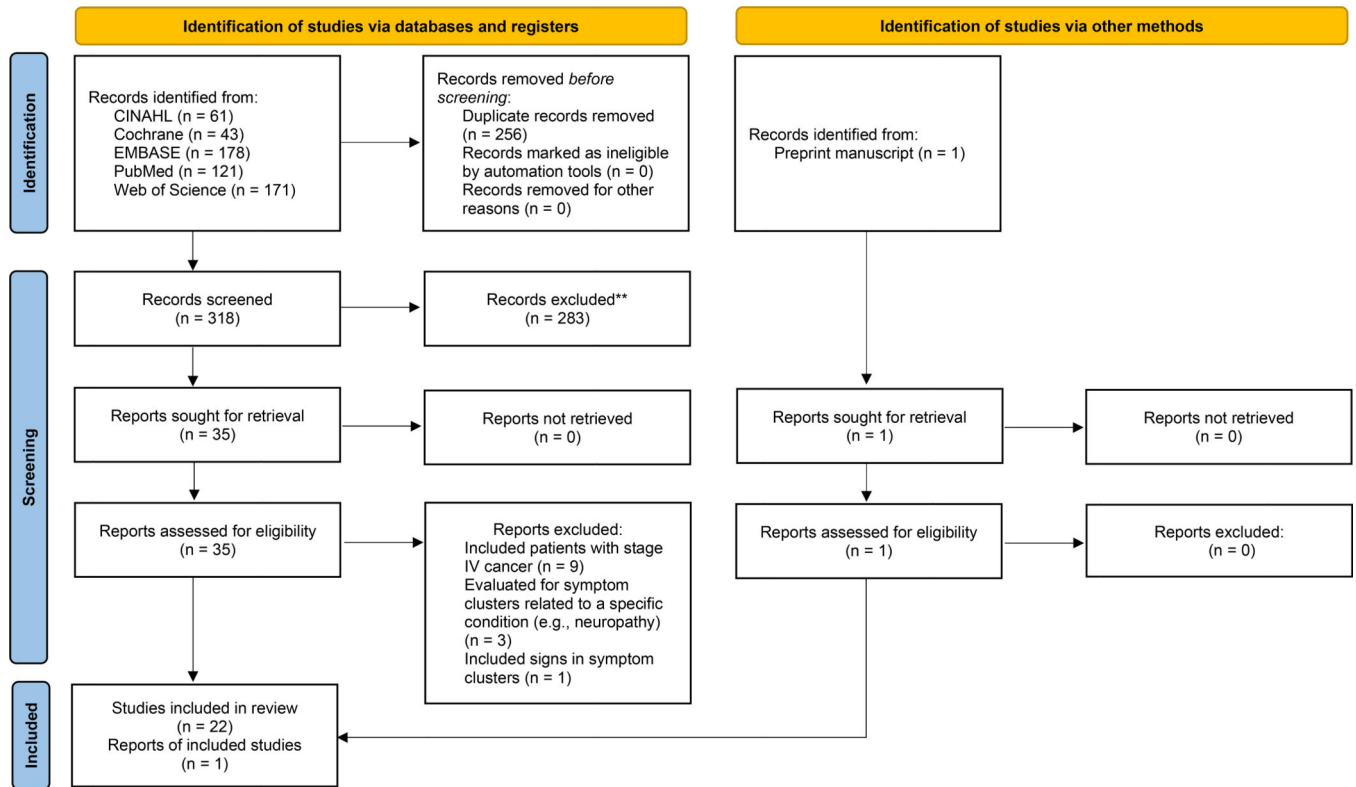 Identification of studies via databases and registers
Identification of studies via other methods
Identification
Records identified from:
CINAHL (n = 61)
Cochrane (n = 43)
EMBASE (n = 178)
PubMed (n = 121)
Web of Science (n = 171)
Records removed before
screening:
Duplicate records removed
(n = 256)
Records marked as ineligible
by automation tools (n = 0)
Records removed for other
reasons (n = 0)
Records identified from:
Preprint manuscript (n = 1)
Screening
Records screened
(n = 318)
Records excluded**
(n = 283)
Reports sought for retrieval
(n = 35)
Reports not retrieved
(n = 0)
Reports sought for retrieval
(n = 1)
Reports not retrieved
(n = 0)
Reports assessed for eligibility
(n = 35)
Reports excluded:
Included patients with stage
IV cancer (n = 9)
Evaluated for symptom
clusters related to a specific
condition (e.g., neuropathy)
(n = 3)
Included signs in symptom
clusters (n = 1)
Reports assessed for eligibility
(n = 1)
Reports excluded:
(n = 0)
Included
Studies included in review
(n = 22)
Reports of included studies
(n = 1)